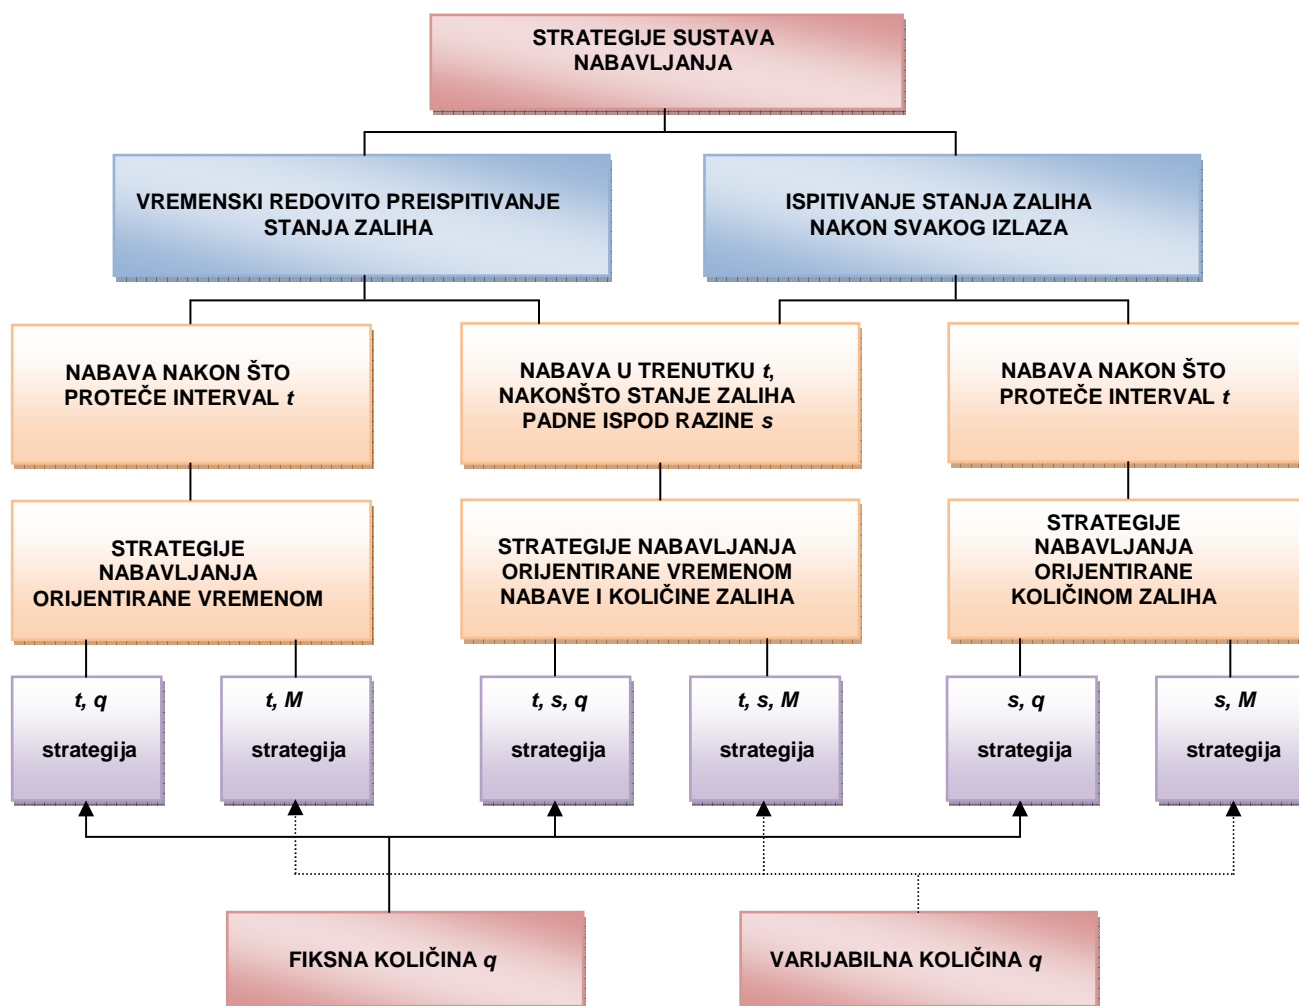 STRATEGIJE SUSTAVA
NABAVLJANJA
VREMENSKI REDOVITO PREISPITIVANJE
STANJA ZALIHA
ISPITIVANJE STANJA ZALIHA
NAKON SVAKOG IZLAZA
NABAVA NAKON ŠTO
PROTEČE INTERVAL t
NABAVA U TRENUTKU t,
NAKONŠTO STANJE ZALIHA
PADNE ISPOD RAZINE s
NABAVA NAKON ŠTO
PROTEČE INTERVAL t
STRATEGIJE
NABAVLJANJA
ORIJENTIRANE VREMENOM
STRATEGIJE NABAVLJANJA
ORIJENTIRANE VREMENOM
NABAVE I KOLIČINE ZALIHA
STRATEGIJE
NABAVLJANJA
ORIJENTIRANE
KOLIČINOM ZALIHA
t, q
strategija
t, M
strategija
t, s, q
strategija
t, s, M
strategija
s, q
strategija
s, M
strategija
FIKSNA KOLIČINA q
VARIJABILNA KOLIČINA q